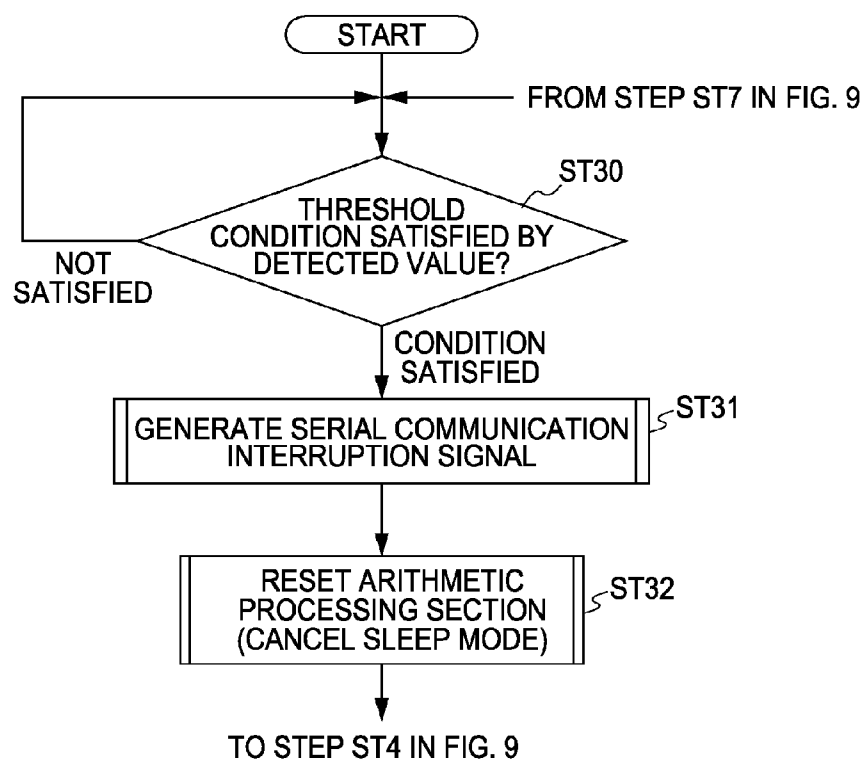 START
FROM STEP ST7 IN FIG. 9
ST30
THRESHOLD
CONDITION SATISFIED BY
DETECTED VALUE?
NOT
SATISFIED
CONDITION
SATISFIED
ST31
GENERATE SERIAL COMMUNICATION
INTERRUPTION SIGNAL
RESET ARITHMETIC
PROCESSING SECTION
(CANCEL SLEEP MODE)
ST32
TO STEP ST4 IN FIG. 9